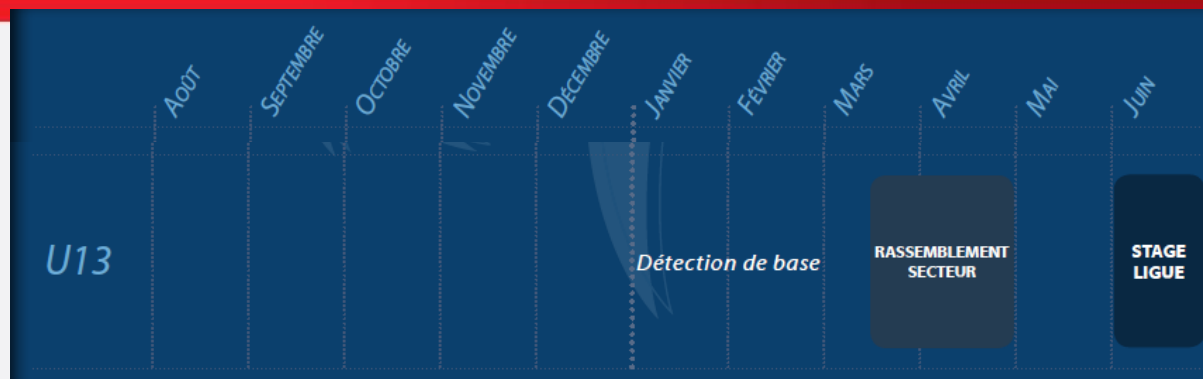 AOÛT
SEPTEMBRE
OCTOBRE
NOVEMBRE
DÉCEMBRE
JANVIER
FÉVRIER
MARS
AVRIL
MAI
JUIN
U13
Détection de base
RASSEMBLEMENT
SECTEUR
STAGE
LIGUE